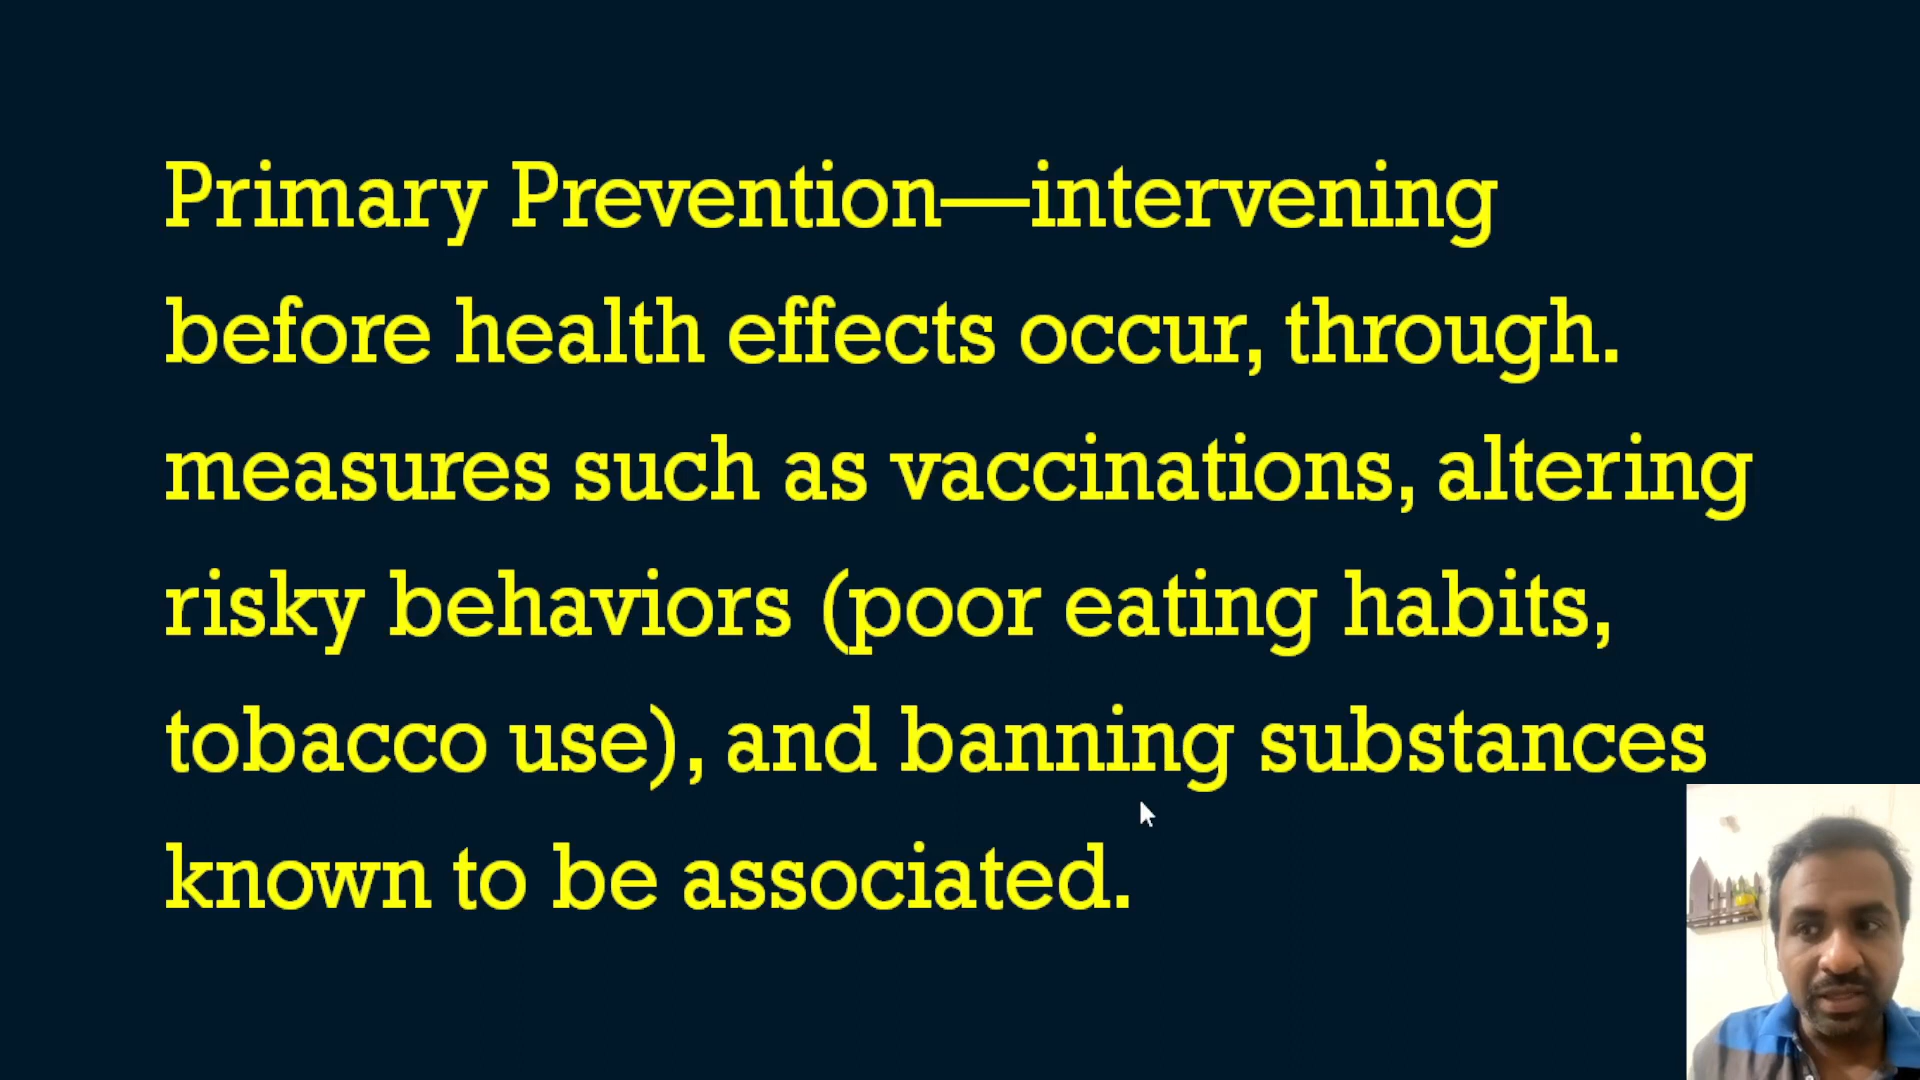 Primary Prevention—intervening
before health effects occur, through.
measures such as vaccinations, altering
risky behaviors (poor eating habits,
tobacco use), and banning substances
known to be associated.